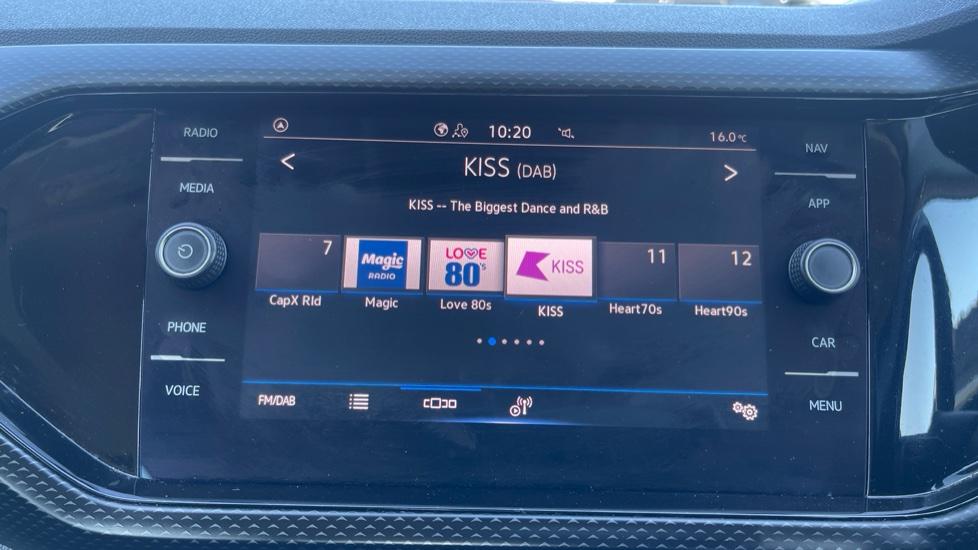 RADIO
MEDIA
PHONE
VOICE
10:20
16.0°C
< KISS (DAB) >
KISS -- The Biggest Dance and R&B
7
Magic
RADIO
LOVE
80's
KISS
11
12
CapX Rld
Magic
Love 80s
KISS
Heart70s
Heart90s
FM/DAB
NAV
APP
CAR
MENU